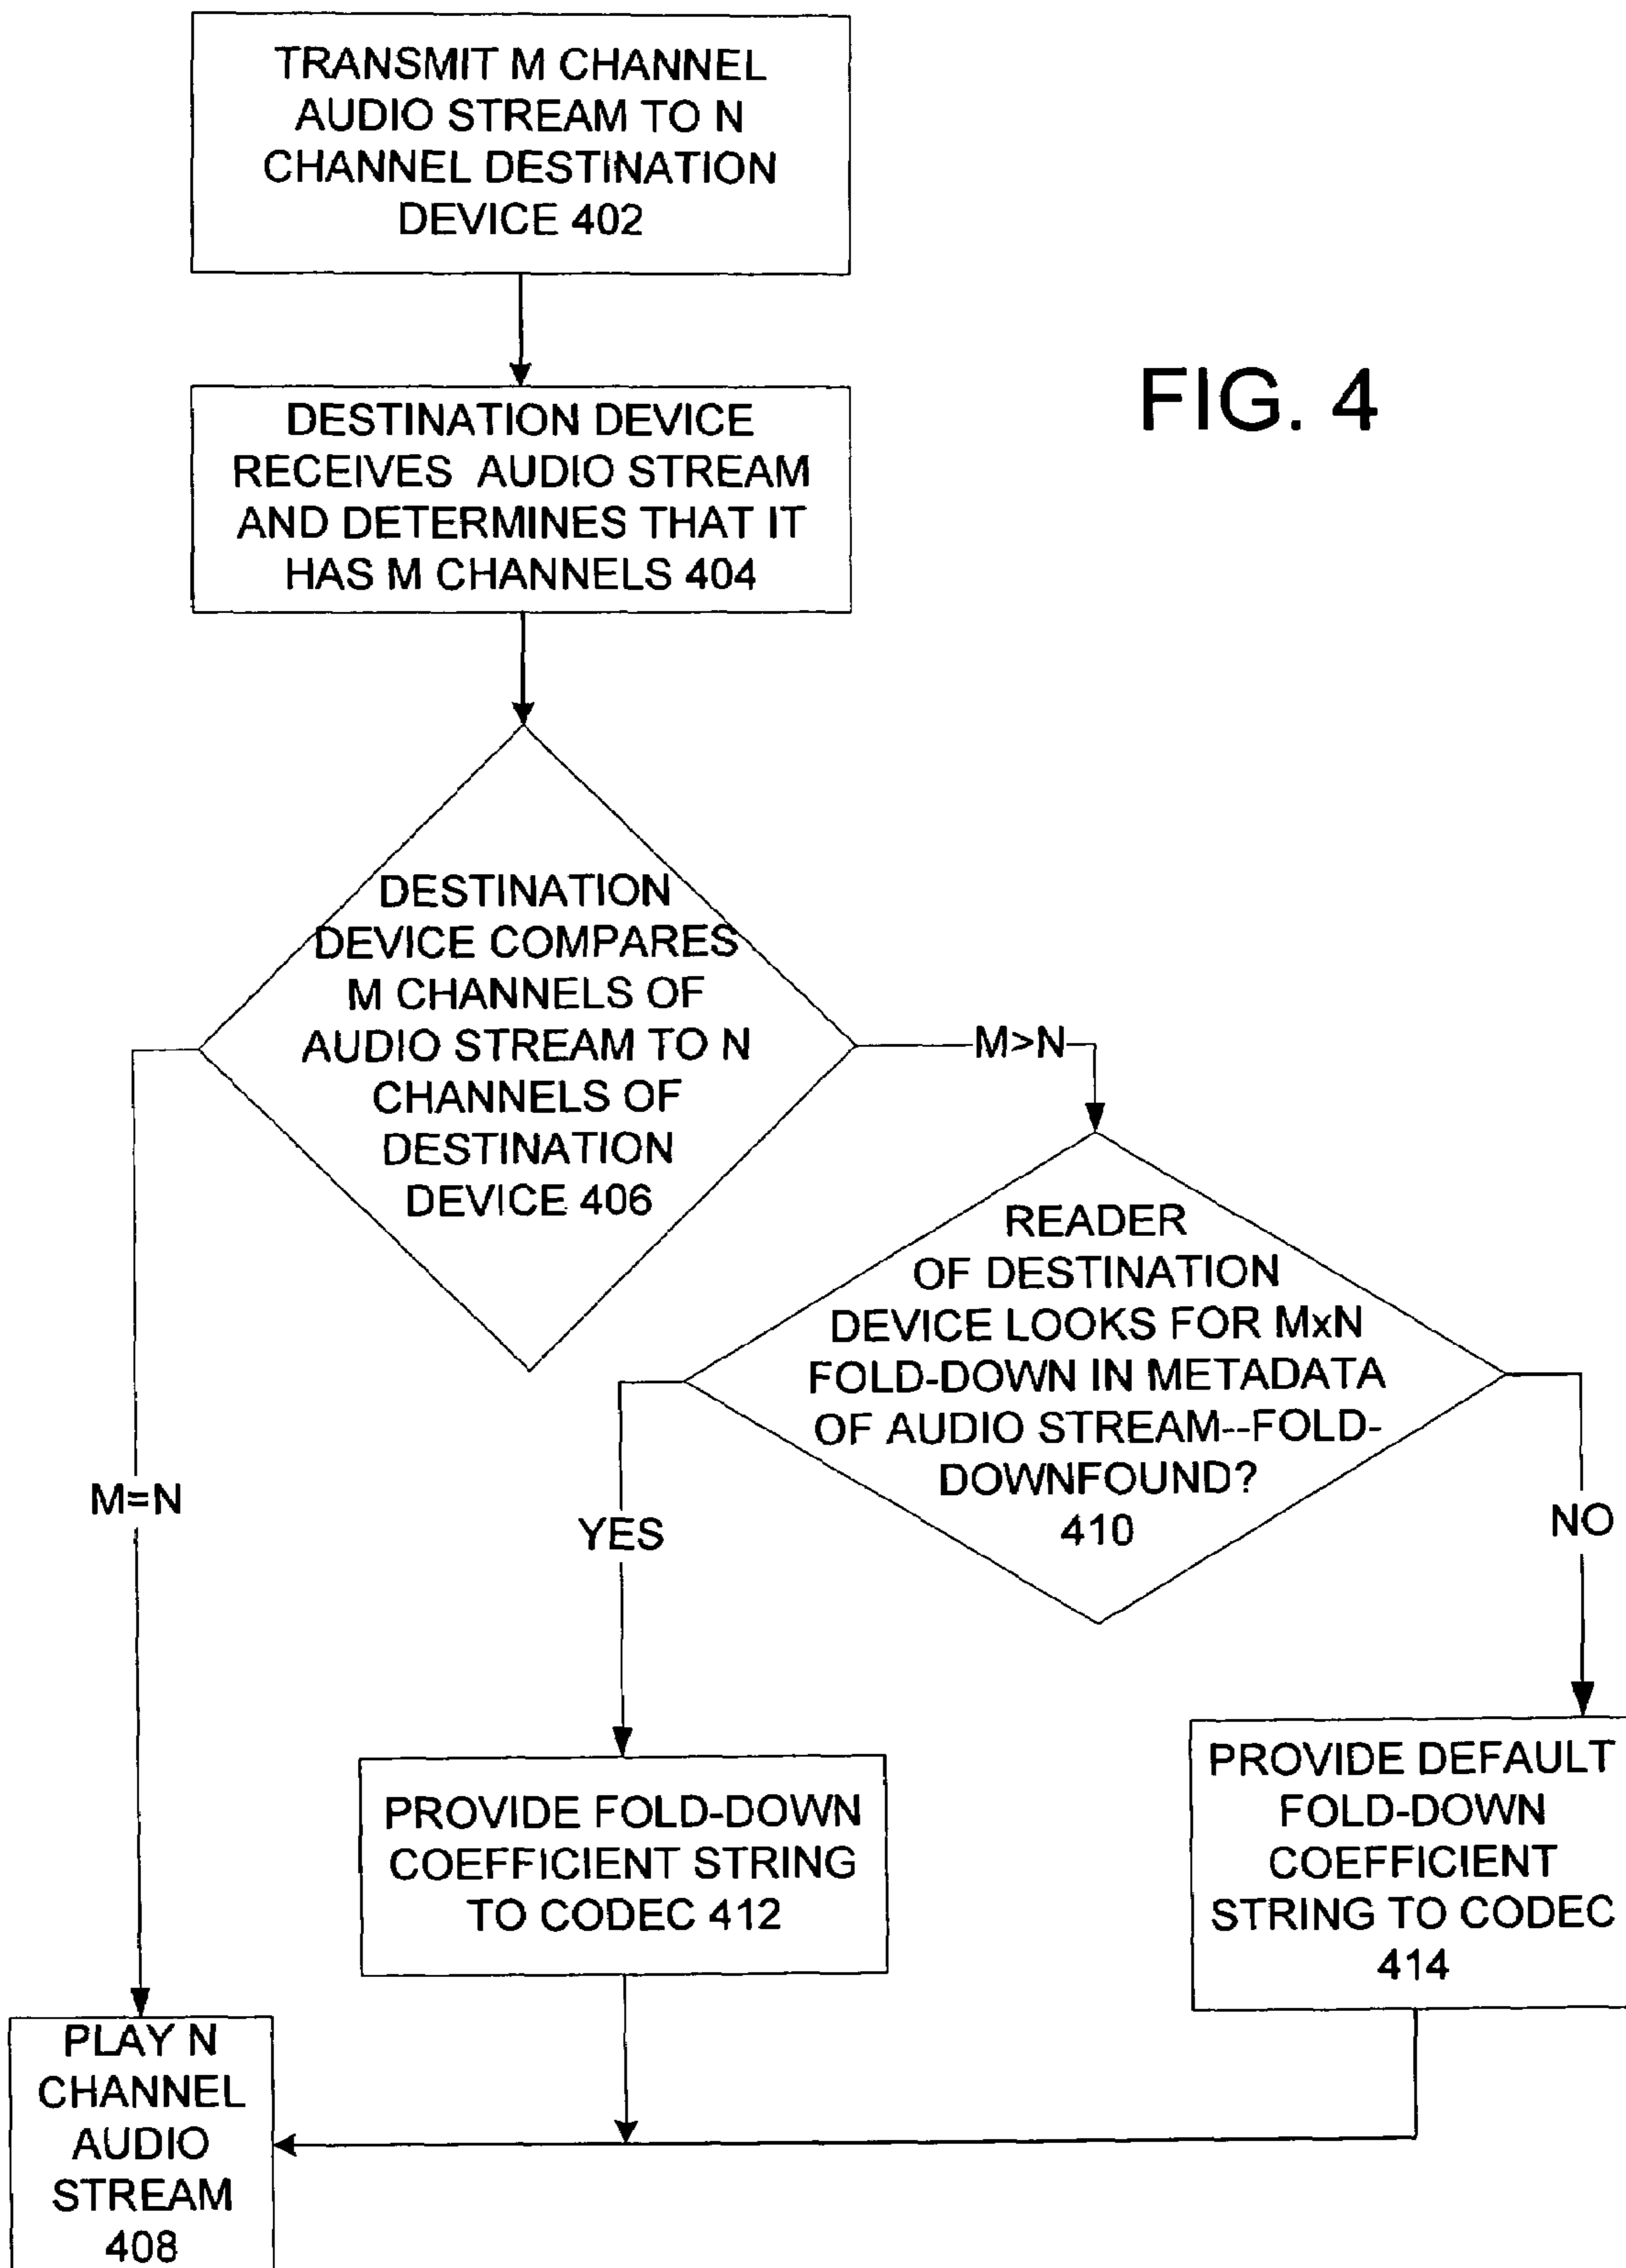 TRANSMIT M CHANNEL
AUDIO STREAM TO N
CHANNEL DESTINATION
DEVICE 402
FIG. 4
DESTINATION DEVICE
RECEIVES AUDIO STREAM
AND DETERMINES THAT IT
HAS M CHANNELS 404
DESTINATION
DEVICE COMPARES
M CHANNELS OF
AUDIO STREAM TO N
CHANNELS OF
DESTINATION
DEVICE 406
M>N
READER
OF DESTINATION
DEVICE LOOKS FOR MxN
FOLD-DOWN IN METADATA
OF AUDIO STREAM--FOLD-
DOWNFOUND?
410
M=N
YES
NO
PROVIDE FOLD-DOWN
COEFFICIENT STRING
TO CODEC 412
PROVIDE DEFAULT
FOLD-DOWN
COEFFICIENT
STRING TO CODEC
414
PLAY N
CHANNEL
AUDIO
STREAM
408